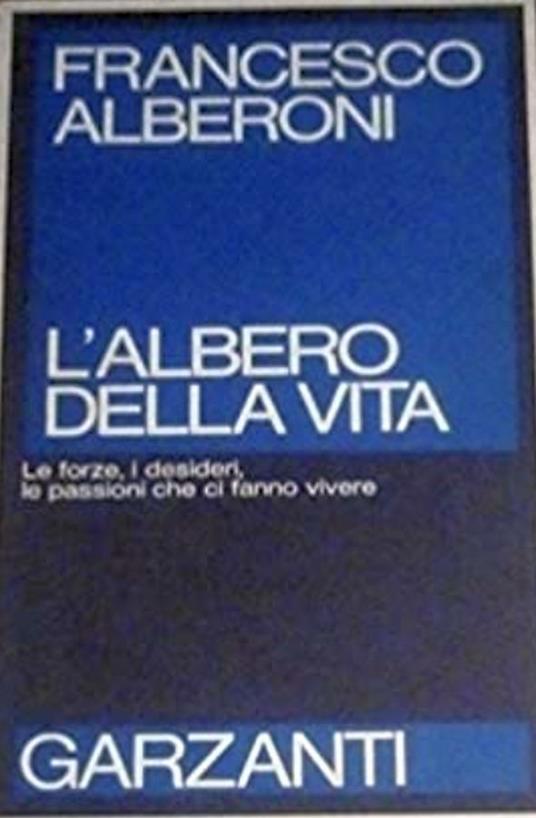 FRANCESCO
ALBERONI
L'ALBERO
DELLA VITA
Le forze, i desideri,
le passioni che ci fanno vivere
GARZANTI